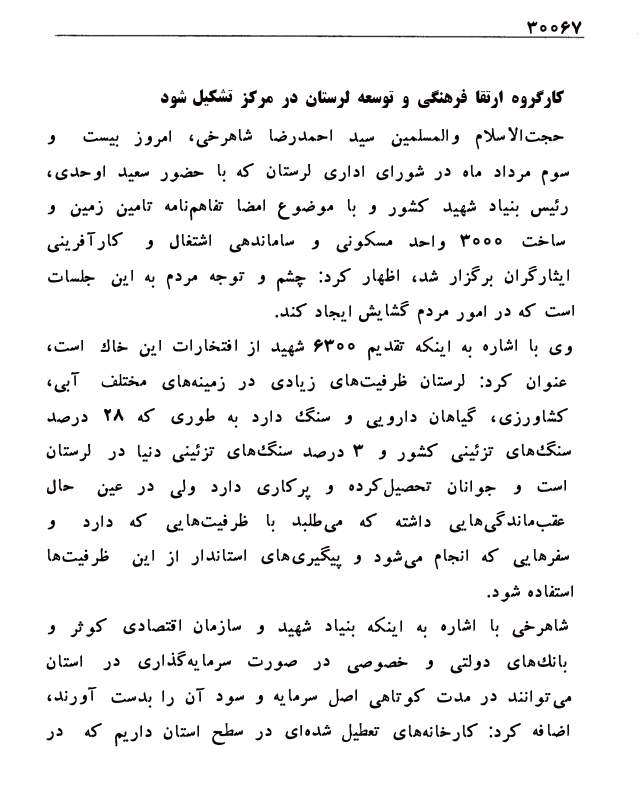 ۳۰۰۶۷
کارگروه ارتقا فرهنگی و توسعه لرستان در مرکز تشکیل شود
حجت‌الاسلام والمسلمین سید احمدرضا شاهرخی، امروز بیست و
سوم مرداد ماه در شورای اداری لرستان که با حضور سعید اوحدی،
رئیس بنیاد شهید کشور و با موضوع امضا تفاهم‌نامه تامین زمین و
ساخت ۳۰۰۰ واحد مسکونی و ساماندهی اشتغال و کارآفرینی
ایثارگران برگزار شد، اظهار کرد: چشم و توجه مردم به این جلسات
است که در امور مردم گشایش ایجاد کند.
وی با اشاره به اینکه تقدیم ۶۳۰۰ شهید از افتخارات این خاک است،
عنوان کرد: لرستان ظرفیت‌های زیادی در زمینه‌های مختلف آبی،
کشاورزی، گیاهان دارویی و سنگ دارد به طوری که ۲۸ درصد
سنگ‌های تزئینی کشور و ۳ درصد سنگ‌های تزئینی دنیا در لرستان
است و جوانان تحصیل‌کرده و پرکاری دارد ولی در عین حال
عقب‌ماندگی‌هایی داشته که می‌طلبد با ظرفیت‌هایی که دارد و
سفرهایی که انجام می‌شود و پیگیری‌های استاندار از این ظرفیت‌ها
استفاده شود.
شاهرخی با اشاره به اینکه بنیاد شهید و سازمان اقتصادی کوثر و
بانک‌های دولتی و خصوصی در صورت سرمایه‌گذاری در استان
می‌توانند در مدت کوتاهی اصل سرمایه و سود آن را بدست آورند،
اضافه کرد: کارخانه‌های تعطیل شده‌ای در سطح استان داریم که در